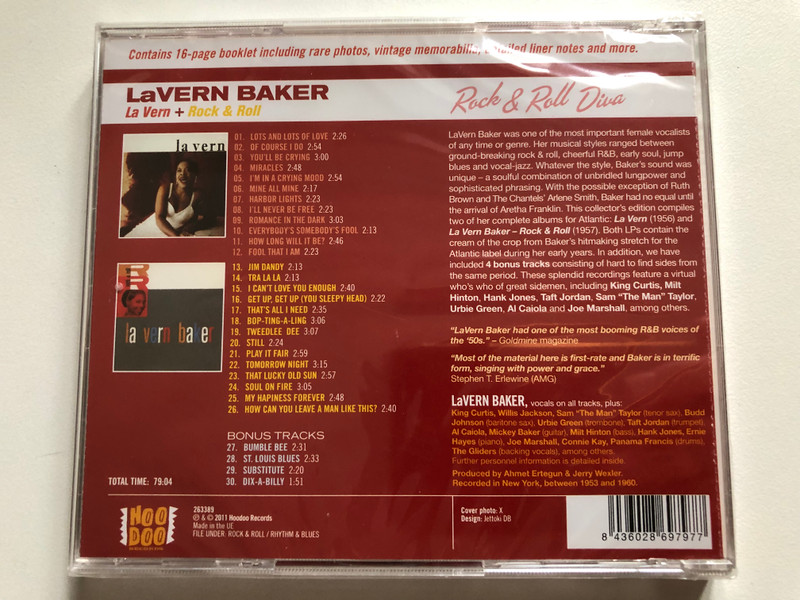 Contains 16-page booklet including rare photos, vintage memorabilia, detailed liner notes and more.
LaVERN BAKER
La Vern + Rock & Roll
Rock & Roll Diva
la vern
01. LOTS AND LOTS OF LOVE 2:26
02. OF COURSE I DO 2:54
03. YOU'LL BE CRYING 3:00
04. MIRACLES 2:48
05. I'M IN A CRYING MOOD 2:54
06. MINE ALL MINE 2:17
07. HARBOR LIGHTS 2:23
08. I'LL NEVER BE FREE 2:23
09. ROMANCE IN THE DARK 3:03
10. EVERYBODY'S SOMEBODY'S FOOL 2:13
11. HOW LONG WILL IT BE? 2:46
12. FOOL THAT I AM 2:23
la vern baker
13. JIM DANDY 2:13
14. TRA LA LA 2:13
15. I CAN'T LOVE YOU ENOUGH 2:40
16. GET UP, GET UP (YOU SLEEPY HEAD) 2:22
17. THAT'S ALL I NEED 2:35
18. BOP-TING-A-LING 3:06
19. TWEEDLEE DEE 3:07
20. STILL 2:24
21. PLAY IT FAIR 2:59
22. TOMORROW NIGHT 3:15
23. THAT LUCKY OLD SUN 2:57
24. SOUL ON FIRE 3:05
25. MY HAPINESS FOREVER 2:48
26. HOW CAN YOU LEAVE A MAN LIKE THIS? 2:40
BONUS TRACKS
27. BUMBLE BEE 2:31
28. ST. LOUIS BLUES 2:33
29. SUBSTITUTE 2:20
30. DIX-A-BILLY 1:51
TOTAL TIME: 79:04
LaVern Baker was one of the most important female vocalists
of any time or genre. Her musical styles ranged between
ground-breaking rock & roll, cheerful R&B, early soul, jump
blues and vocal-jazz. Whatever the style, Baker's sound was
unique – a soulful combination of unbridled lungpower and
sophisticated phrasing. With the possible exception of Ruth
Brown and The Chantels' Arlene Smith, Baker had no equal until
the arrival of Aretha Franklin. This collector's edition compiles
two of her complete albums for Atlantic: La Vern (1956) and
La Vern Baker – Rock & Roll (1957). Both LPs contain the
cream of the crop from Baker's hitmaking stretch for the
Atlantic label during her early years. In addition, we have
included 4 bonus tracks consisting of hard to find sides from
the same period. These splendid recordings feature a virtual
who's who of great sidemen, including King Curtis, Milt
Hinton, Hank Jones, Taft Jordan, Sam "The Man" Taylor,
Urbie Green, Al Caiola and Joe Marshall, among others.
"LaVern Baker had one of the most booming R&B voices of
the '50s." – Goldmine magazine
"Most of the material here is first-rate and Baker is in terrific
form, singing with power and grace."
Stephen T. Erlewine (AMG)
LaVERN BAKER, vocals on all tracks, plus:
King Curtis, Willis Jackson, Sam "The Man" Taylor (tenor sax), Budd
Johnson (baritone sax), Urbie Green (trombone), Taft Jordan (trumpet),
Al Caiola, Mickey Baker (guitar), Milt Hinton (bass), Hank Jones, Ernie
Hayes (piano), Joe Marshall, Connie Kay, Panama Francis (drums),
The Gliders (backing vocals), among others.
Further personnel information is detailed inside.
Produced by Ahmet Ertegun & Jerry Wexler.
Recorded in New York, between 1953 and 1960.
HOO
DOO
263389
℗ & © 2011 Hoodoo Records
Made in the UE
FILE UNDER: ROCK & ROLL / RHYTHM & BLUES
Cover photo: X
Design: Jettoki DB
8 436028 697977